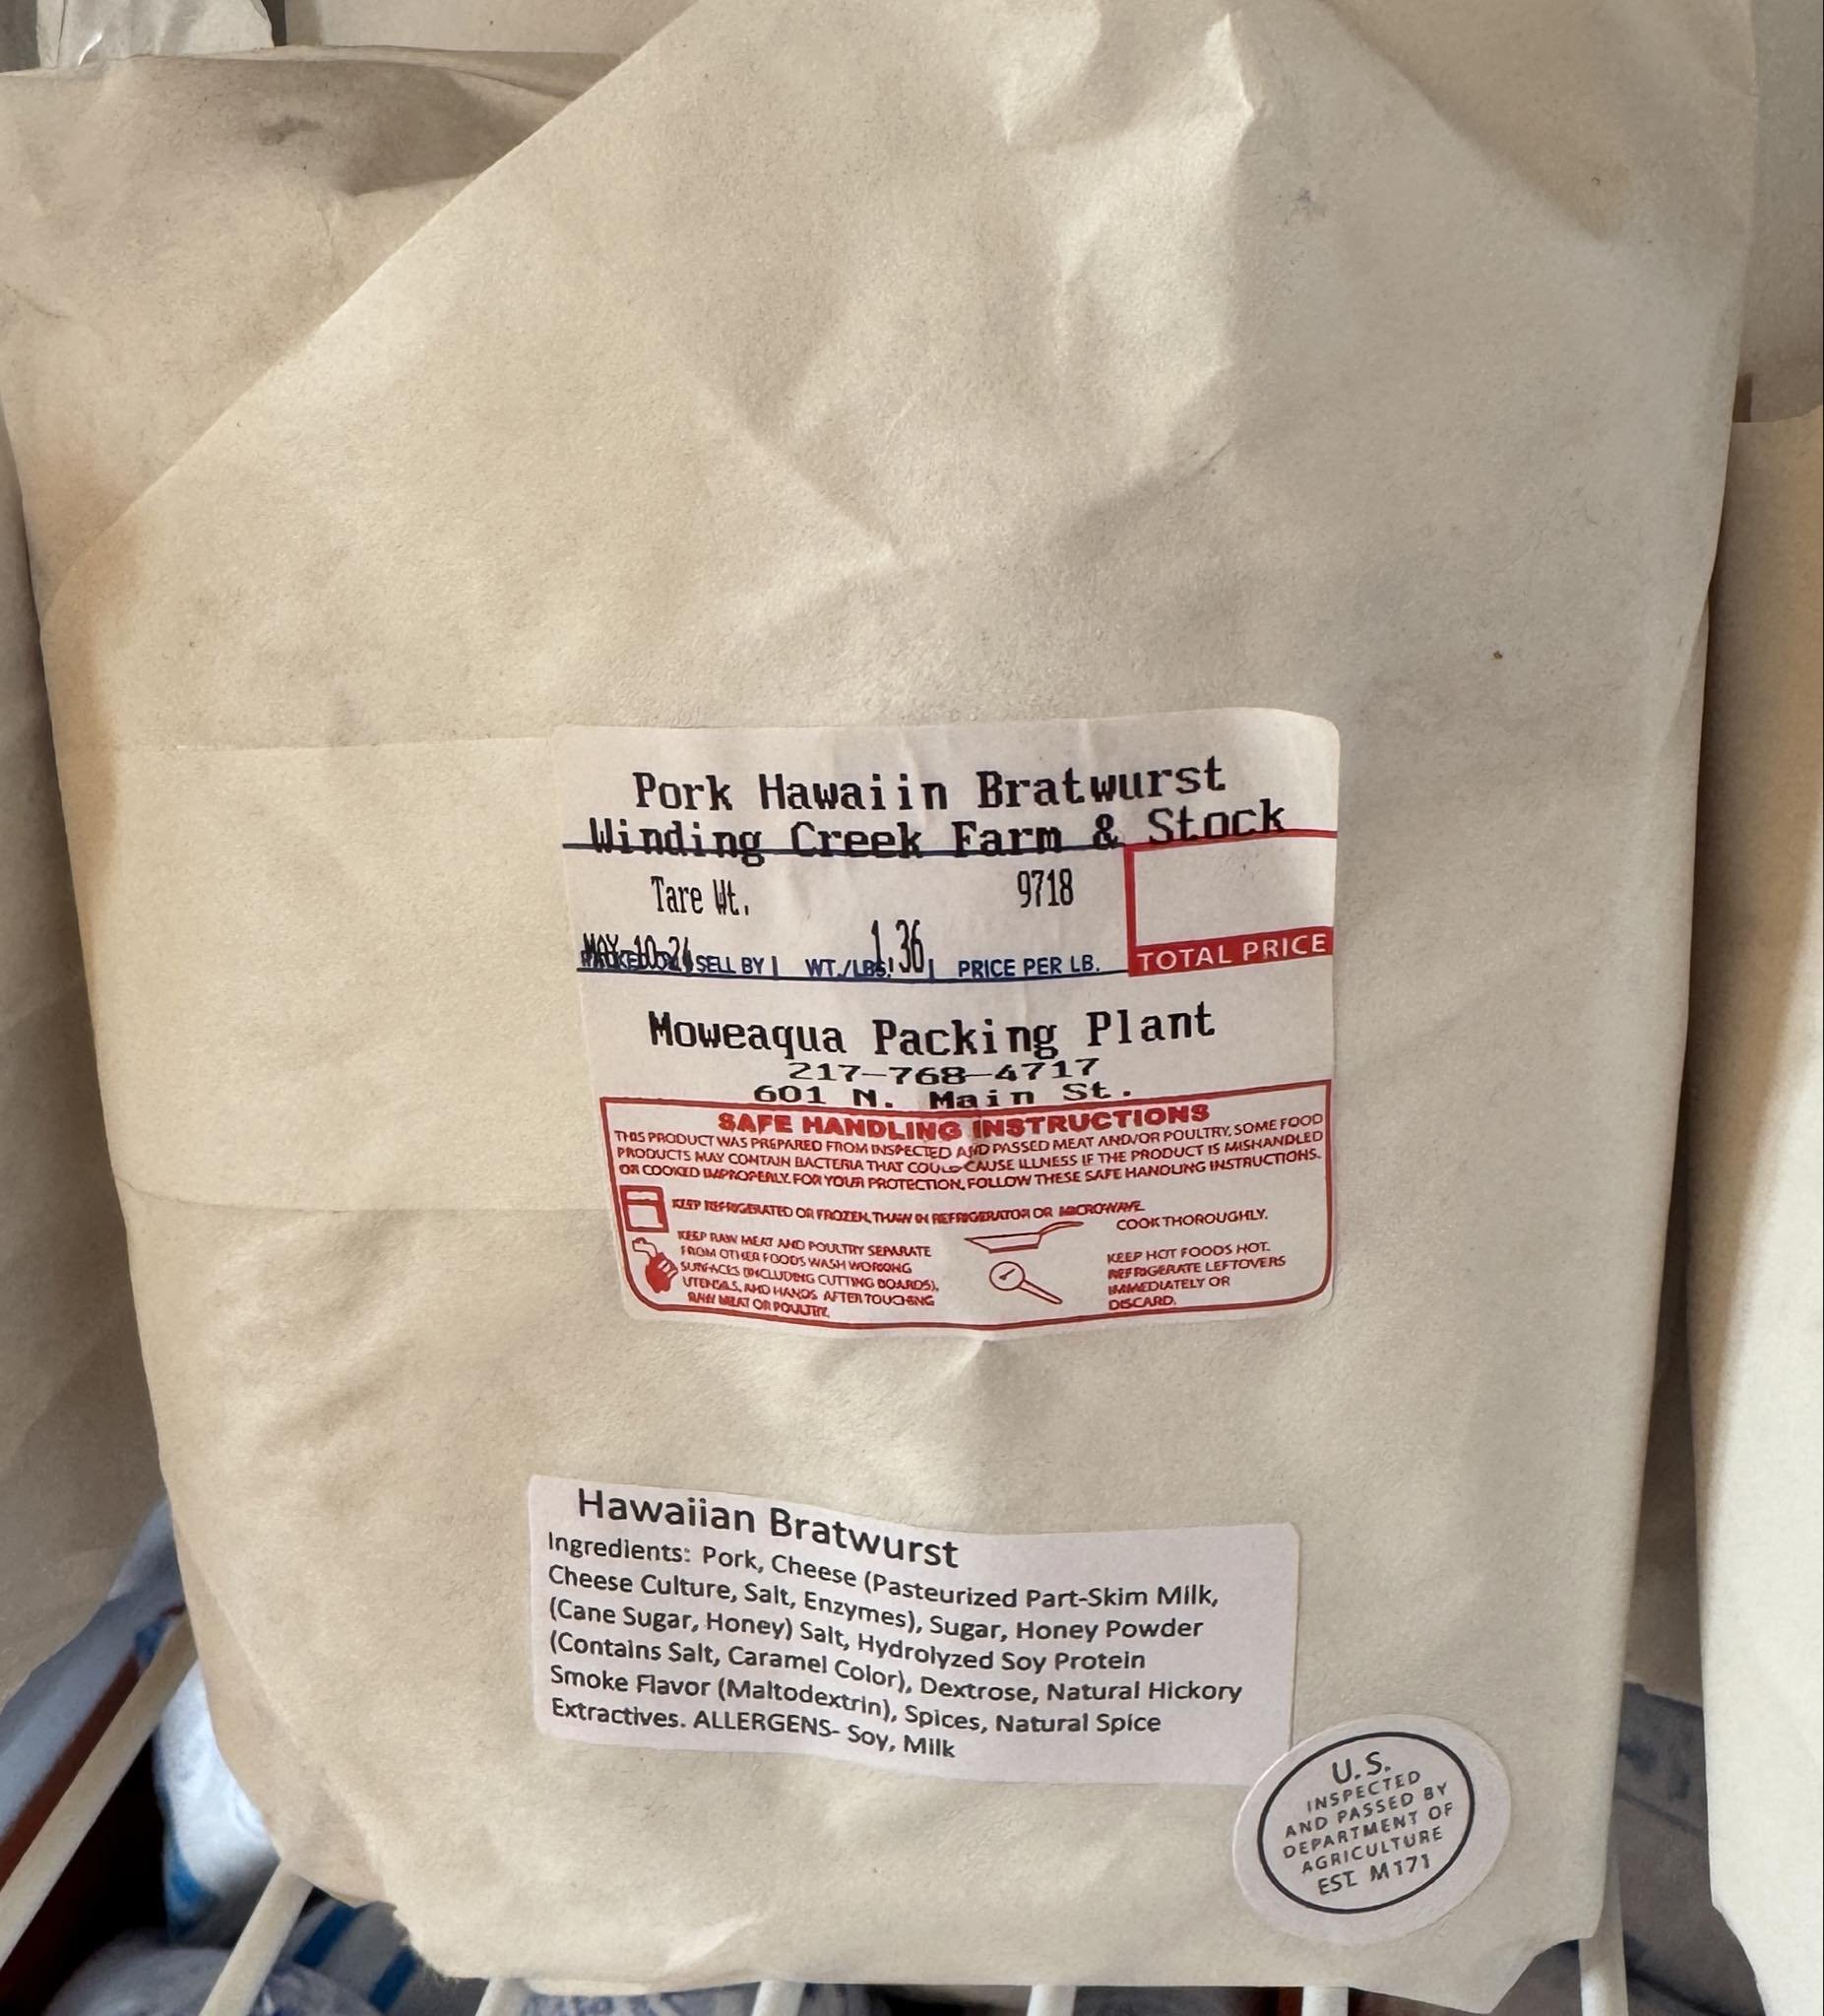 Pork Hawaiin Bratwurst
Winding Creek Farm & Stock
Tare Wt. 9718
MAY 10.24 1.36
PACKED ON SELL BY WT./LBS. PRICE PER LB. TOTAL PRICE
Moweaqua Packing Plant
217-768-4717
601 N. Main St.
SAFE HANDLING INSTRUCTIONS
THIS PRODUCT WAS PREPARED FROM INSPECTED AND PASSED MEAT AND/OR POULTRY. SOME FOOD
PRODUCTS MAY CONTAIN BACTERIA THAT COULD CAUSE ILLNESS IF THE PRODUCT IS MISHANDLED
OR COOKED IMPROPERLY. FOR YOUR PROTECTION, FOLLOW THESE SAFE HANDLING INSTRUCTIONS.
KEEP REFRIGERATED OR FROZEN, THAW IN REFRIGERATOR OR MICROWAVE.
KEEP RAW MEAT AND POULTRY SEPARATE
FROM OTHER FOODS WASH WORKING
SURFACES (INCLUDING CUTTING BOARDS),
UTENSILS, AND HANDS AFTER TOUCHING
RAW MEAT OR POULTRY.
COOK THOROUGHLY.
KEEP HOT FOODS HOT.
REFRIGERATE LEFTOVERS
IMMEDIATELY OR
DISCARD.
Hawaiian Bratwurst
Ingredients: Pork, Cheese (Pasteurized Part-Skim Milk,
Cheese Culture, Salt, Enzymes), Sugar, Honey Powder
(Cane Sugar, Honey) Salt, Hydrolyzed Soy Protein
(Contains Salt, Caramel Color), Dextrose, Natural Hickory
Smoke Flavor (Maltodextrin), Spices, Natural Spice
Extractives. ALLERGENS- Soy, Milk
U.S.
INSPECTED
AND PASSED BY
DEPARTMENT OF
AGRICULTURE
EST. M171